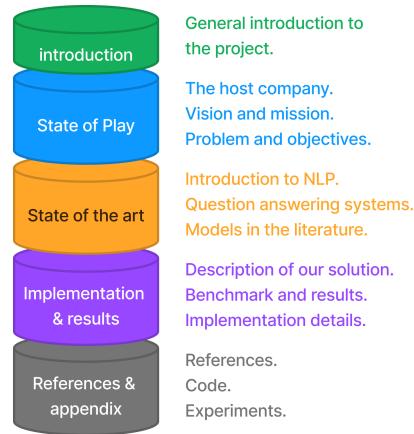 introduction
General introduction to
the project.
State of Play
The host company.
Vision and mission.
Problem and objectives.
State of the art
Introduction to NLP.
Question answering systems.
Models in the literature.
Implementation
& results
Description of our solution.
Benchmark and results.
Implementation details.
References &
appendix
References.
Code.
Experiments.